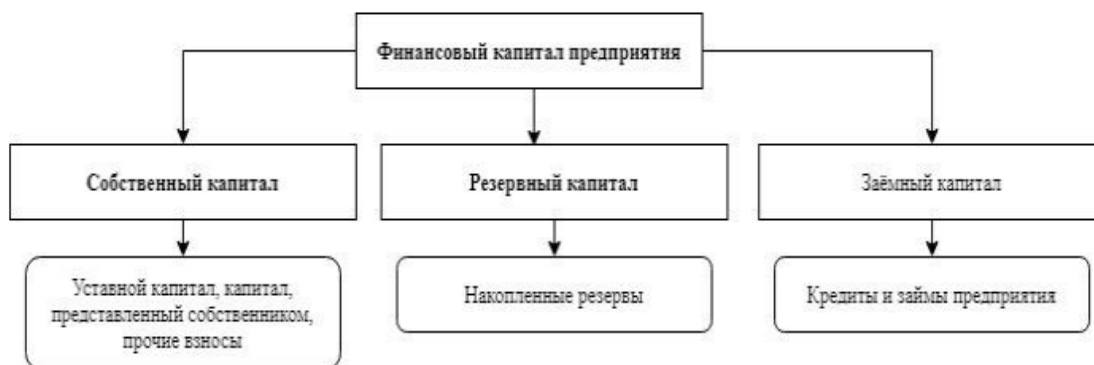 Финансовый капитал предприятия
Собственный капитал
Резервный капитал
Заёмный капитал
Уставной капитал, капитал,
представленный собственником,
прочие взносы
Накопленные резервы
Кредиты и займы предприятия